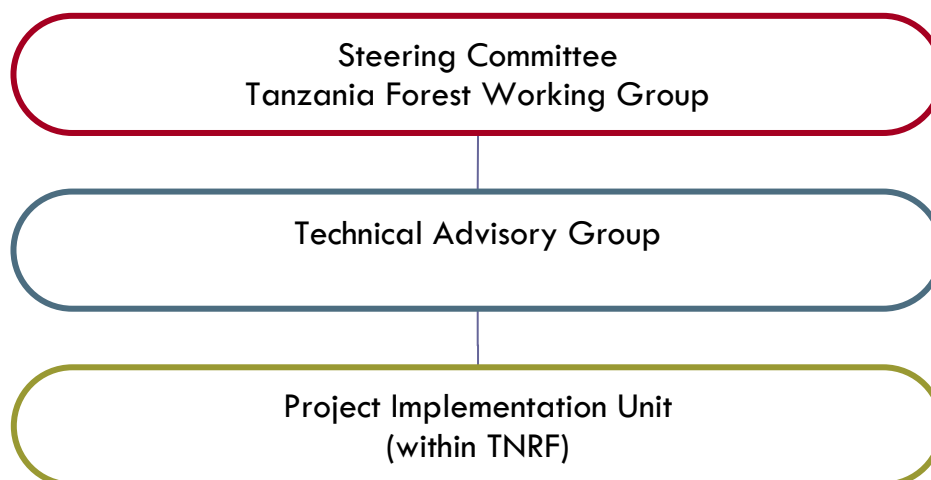 Steering Committee
Tanzania Forest Working Group
Technical Advisory Group
Project Implementation Unit
(within TNRF)